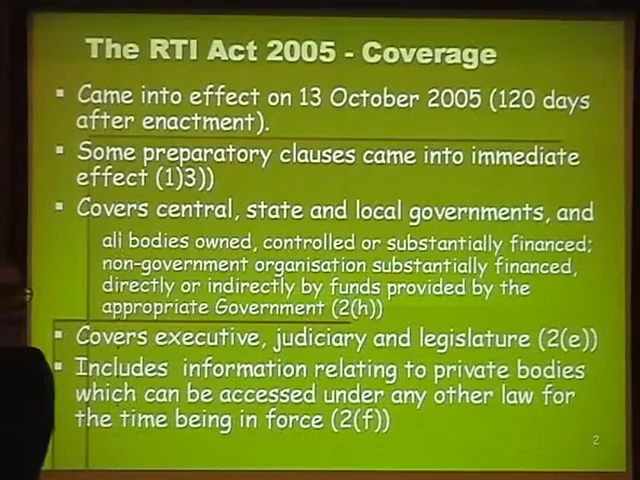 The RTI Act 2005 - Coverage
▪ Came into effect on 13 October 2005 (120 days
after enactment).
▪ Some preparatory clauses came into immediate
effect (1)3))
▪ Covers central, state and local governments, and
all bodies owned, controlled or substantially financed;
non-government organisation substantially financed,
directly or indirectly by funds provided by the
appropriate Government (2(h))
▪ Covers executive, judiciary and legislature (2(e))
▪ Includes information relating to private bodies
which can be accessed under any other law for
the time being in force (2(f))
2